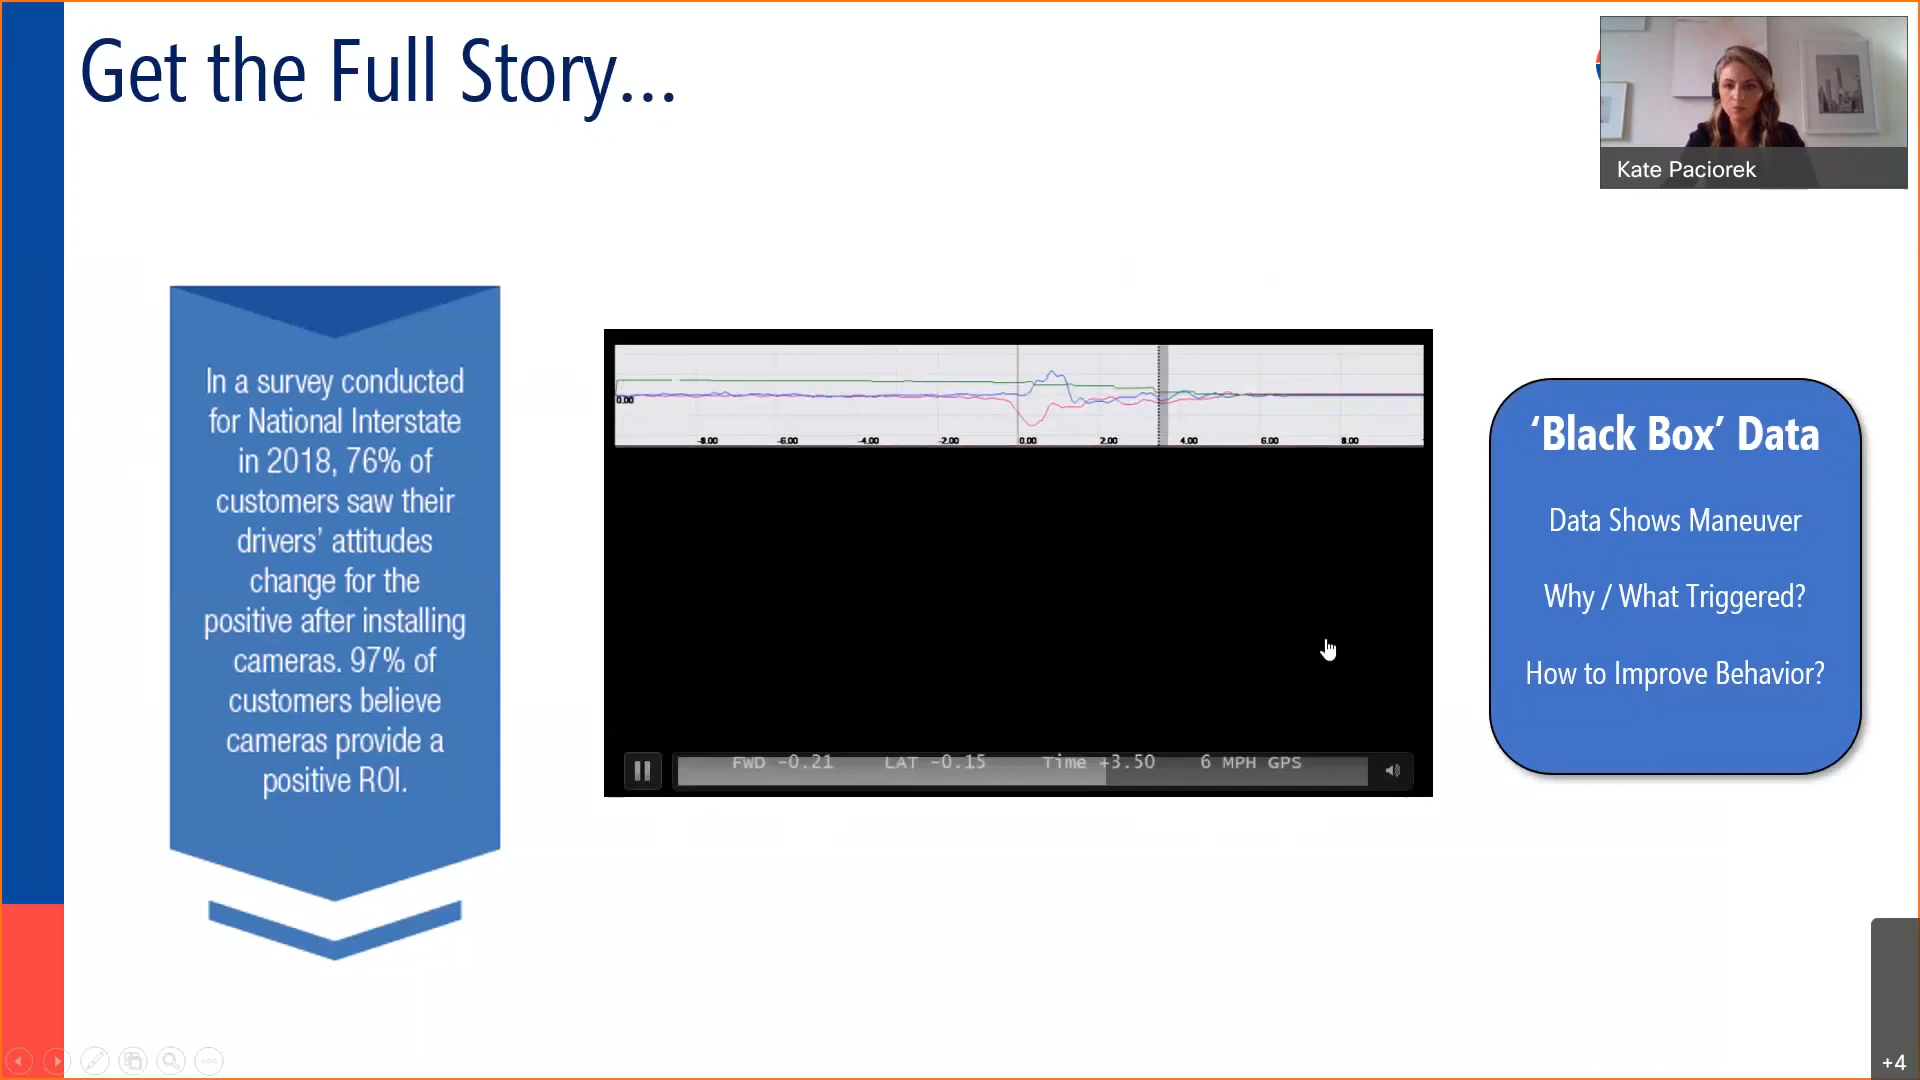 Get the Full Story...
Kate Paciorek
In a survey conducted
for National Interstate
in 2018, 76% of
customers saw their
drivers' attitudes
change for the
positive after installing
cameras. 97% of
customers believe
cameras provide a
positive ROI.
0.00
-8.00 -6.00 -4.00 -2.00 0.00 2.00 4.00 6.00 8.00
FWD -0.21 LAT -0.15 Time +3.50 6 MPH GPS
'Black Box' Data
Data Shows Maneuver
Why / What Triggered?
How to Improve Behavior?
+4